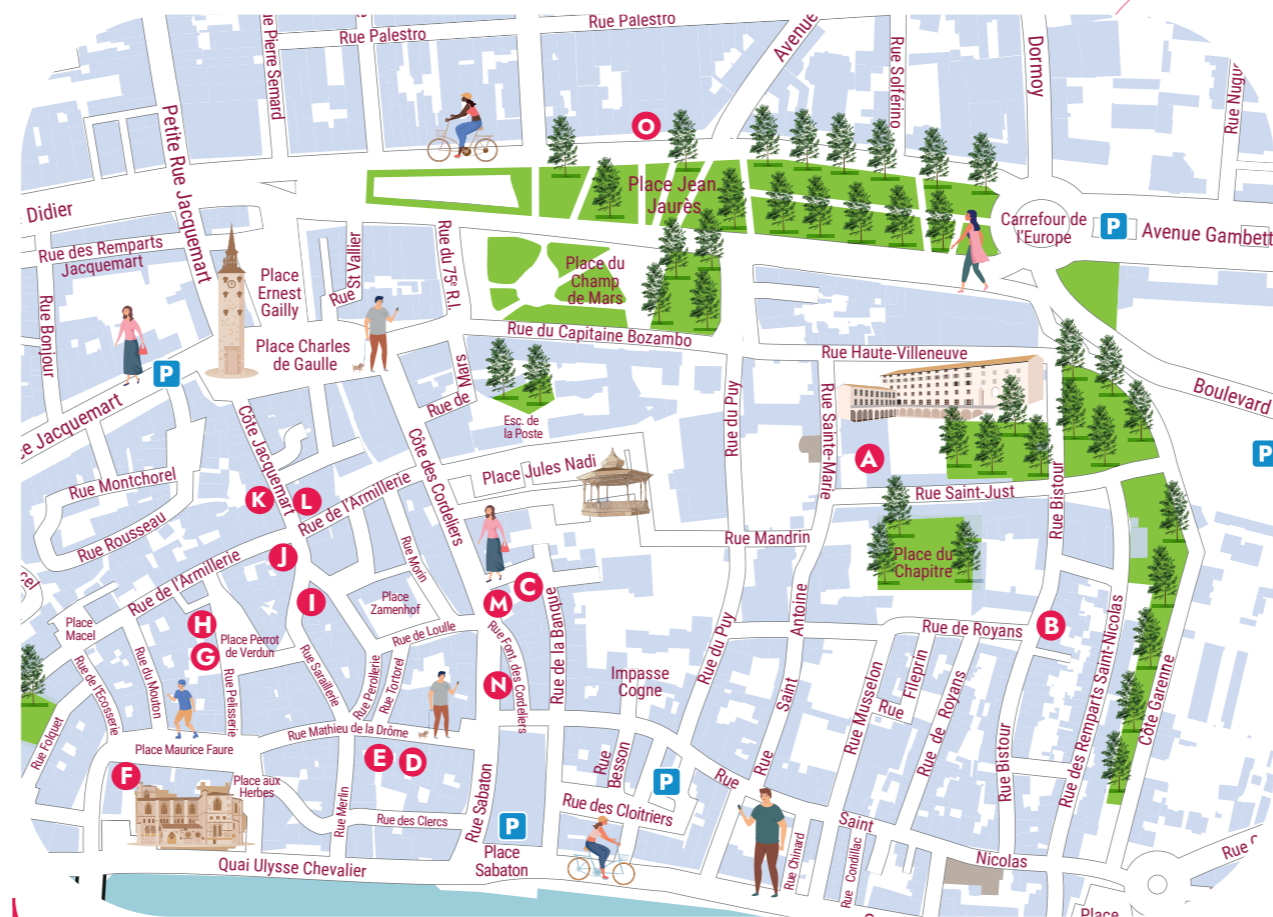 Rue Palestro
Rue Palestro
Rue Pierre Semard
Avenue
Rue Solférino
Dormoy
Petite Rue Jacquemart
O
Place Jean
Jaurès
Didier
Rue des Remparts
Jacquemart
Rue Bonjour
Place
Ernest
Gailly
Rue St Vallier
Rue du 75e R.I.
Place du
Champ
de Mars
Carrefour de
l'Europe
P
Avenue Gambett
Place Charles
de Gaulle
Rue du Capitaine Bozambo
Rue Haute-Villeneuve
P
Jacquemart
Rue de Mars
Esc. de
la Poste
Rue du Puy
Rue Sainte-Marie
Boulevard
Côte Jacquemart
Côte des Cordeliers
Place Jules Nadi
A
P
Rue Montchorel
Rue Rousseau
K
L
Rue de l'Armillerie
Rue Saint-Just
Rue Bistour
Rue Mandrin
J
Rue de l'Armillerie
Rue Morin
Place du
Chapitre
I
Place
Zamenhof
C
M
Rue de la Banque
Place
Macel
H
G
Place Perrot
de Verdun
Rue de Loulle
Rue Font. des Cordeliers
Rue du Puy
Antoine
Saint
Rue
Rue de Royans
B
Rue des Remparts Saint-Nicolas
Côte Garenne
Rue de l'Ecosserie
Rue du Mouton
Rue Pelisserie
Rue Saraillerie
Rue Perollerie
Rue Tortorel
N
Impasse
Cogne
Rue Musselon
Rue Fileprin
Rue
Rue de Royans
Rue Folquet
Place Maurice Faure
Rue Mathieu de la Drôme
E
D
Rue Bistour
F
Place aux
Herbes
Rue Merlin
Rue des Clercs
Rue Sabaton
Rue Besson
P
Rue
Rue des Cloitriers
P
Place
Sabaton
Quai Ulysse Chevalier
Rue Chinard
Rue Condillac
Saint
Nicolas
Place